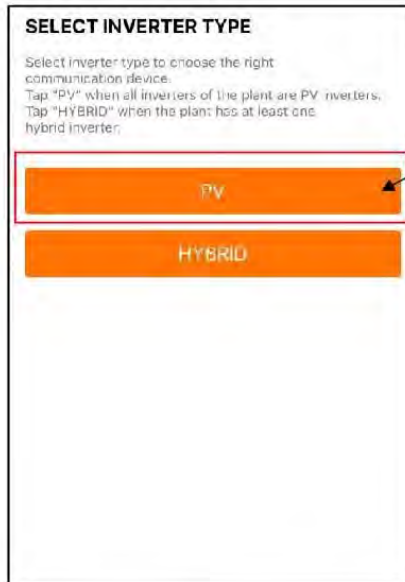 SELECT INVERTER TYPE
Select inverter type to choose the right
communication device.
Tap "PV" when all inverters of the plant are PV inverters.
Tap "HYBRID" when the plant has at least one
hybrid inverter.
PV
HYBRID